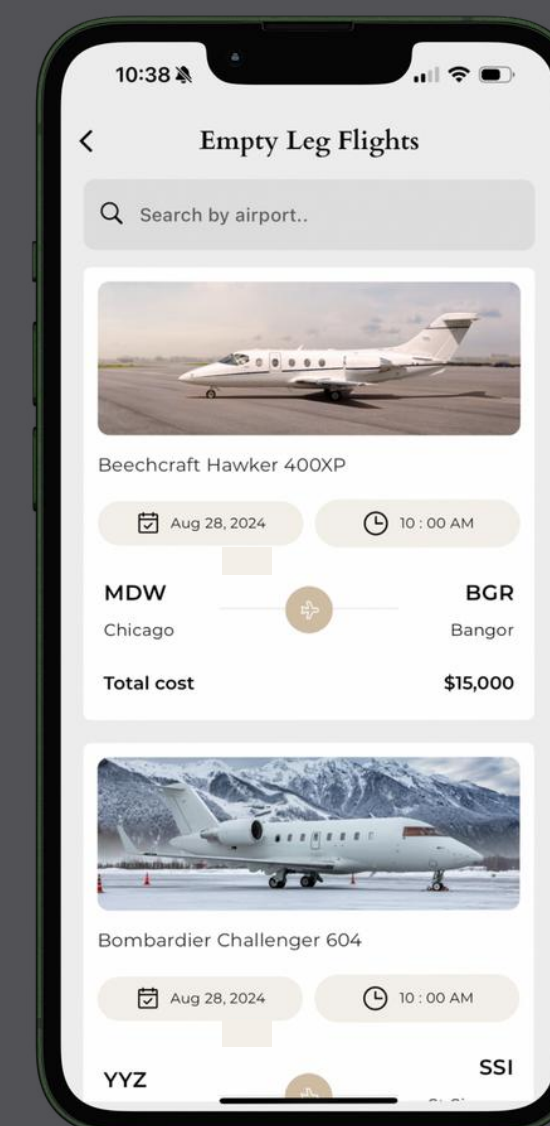 10:38
Empty Leg Flights
Search by airport..
Beechcraft Hawker 400XP
Aug 28, 2024 10 : 00 AM
MDW BGR
Chicago Bangor
Total cost $15,000
Bombardier Challenger 604
Aug 28, 2024 10 : 00 AM
YYZ SSI